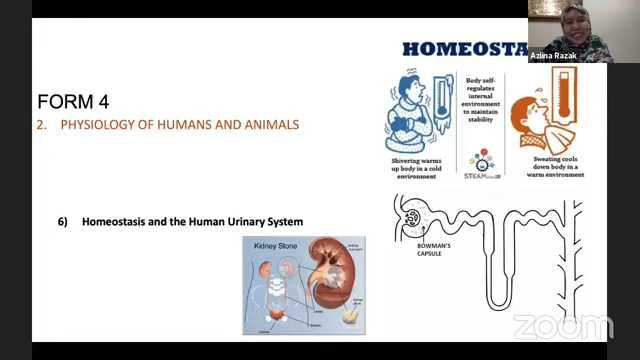 HOMEOSTA
Azlina Razak
FORM 4
2. PHYSIOLOGY OF HUMANS AND ANIMALS
Body self-
regulates
internal
environment
to maintain
stability
Shivering warms
up body in a cold
environment
Sweating cools
down body in a
warm environment
STEAM
6) Homeostasis and the Human Urinary System
Kidney Stone
BOWMAN'S
CAPSULE
zoom